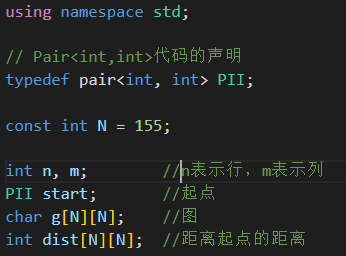 using namespace std;
// Pair<int,int>代码的声明
typedef pair<int, int> PII;
const int N = 155;
int n, m;        //n表示行，m表示列
PII start;       //起点
char g[N][N];    //图
int dist[N][N];  //距离起点的距离